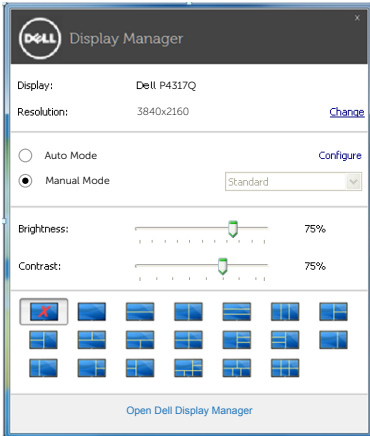 DELL
Display Manager
x
Display: Dell P4317Q
Resolution: 3840x2160 Change
Auto Mode Configure
Manual Mode Standard
Brightness: 75%
Contrast: 75%
Open Dell Display Manager